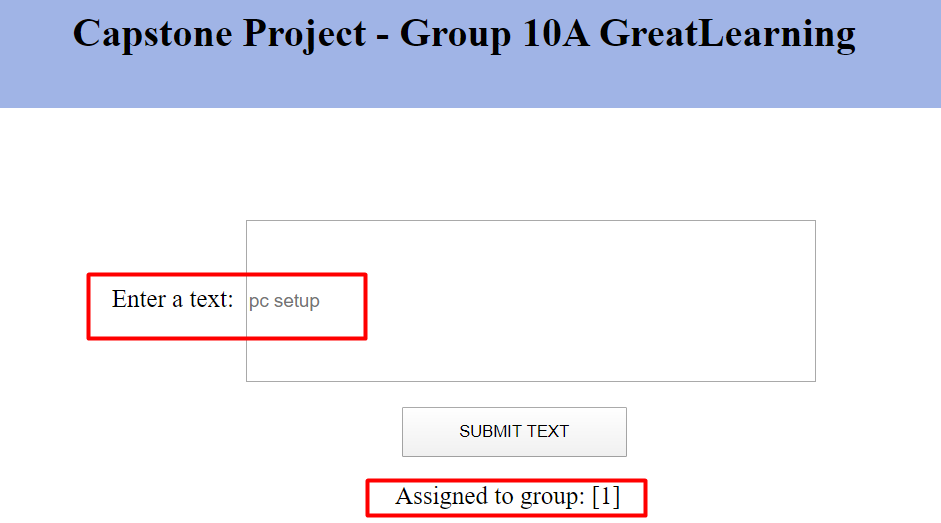 Capstone Project - Group 10A GreatLearning
Enter a text: pc setup
SUBMIT TEXT
Assigned to group: [1]